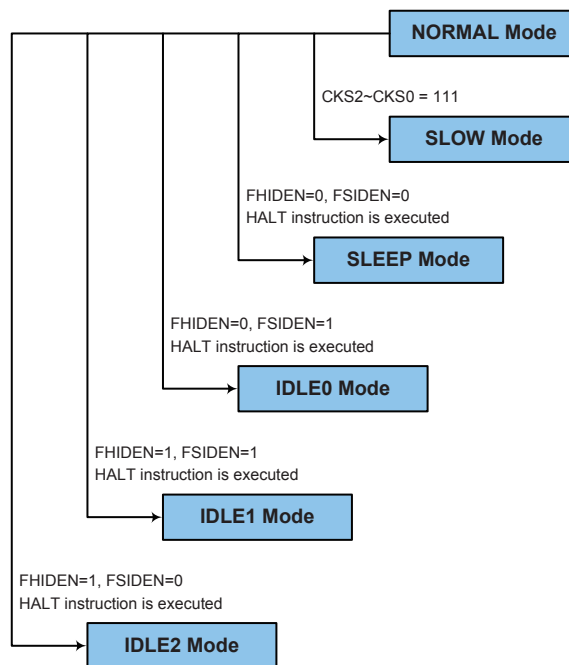 NORMAL Mode
CKS2~CKS0 = 111
SLOW Mode
FHIDEN=0, FSIDEN=0
HALT instruction is executed
SLEEP Mode
FHIDEN=0, FSIDEN=1
HALT instruction is executed
IDLE0 Mode
FHIDEN=1, FSIDEN=1
HALT instruction is executed
IDLE1 Mode
FHIDEN=1, FSIDEN=0
HALT instruction is executed
IDLE2 Mode